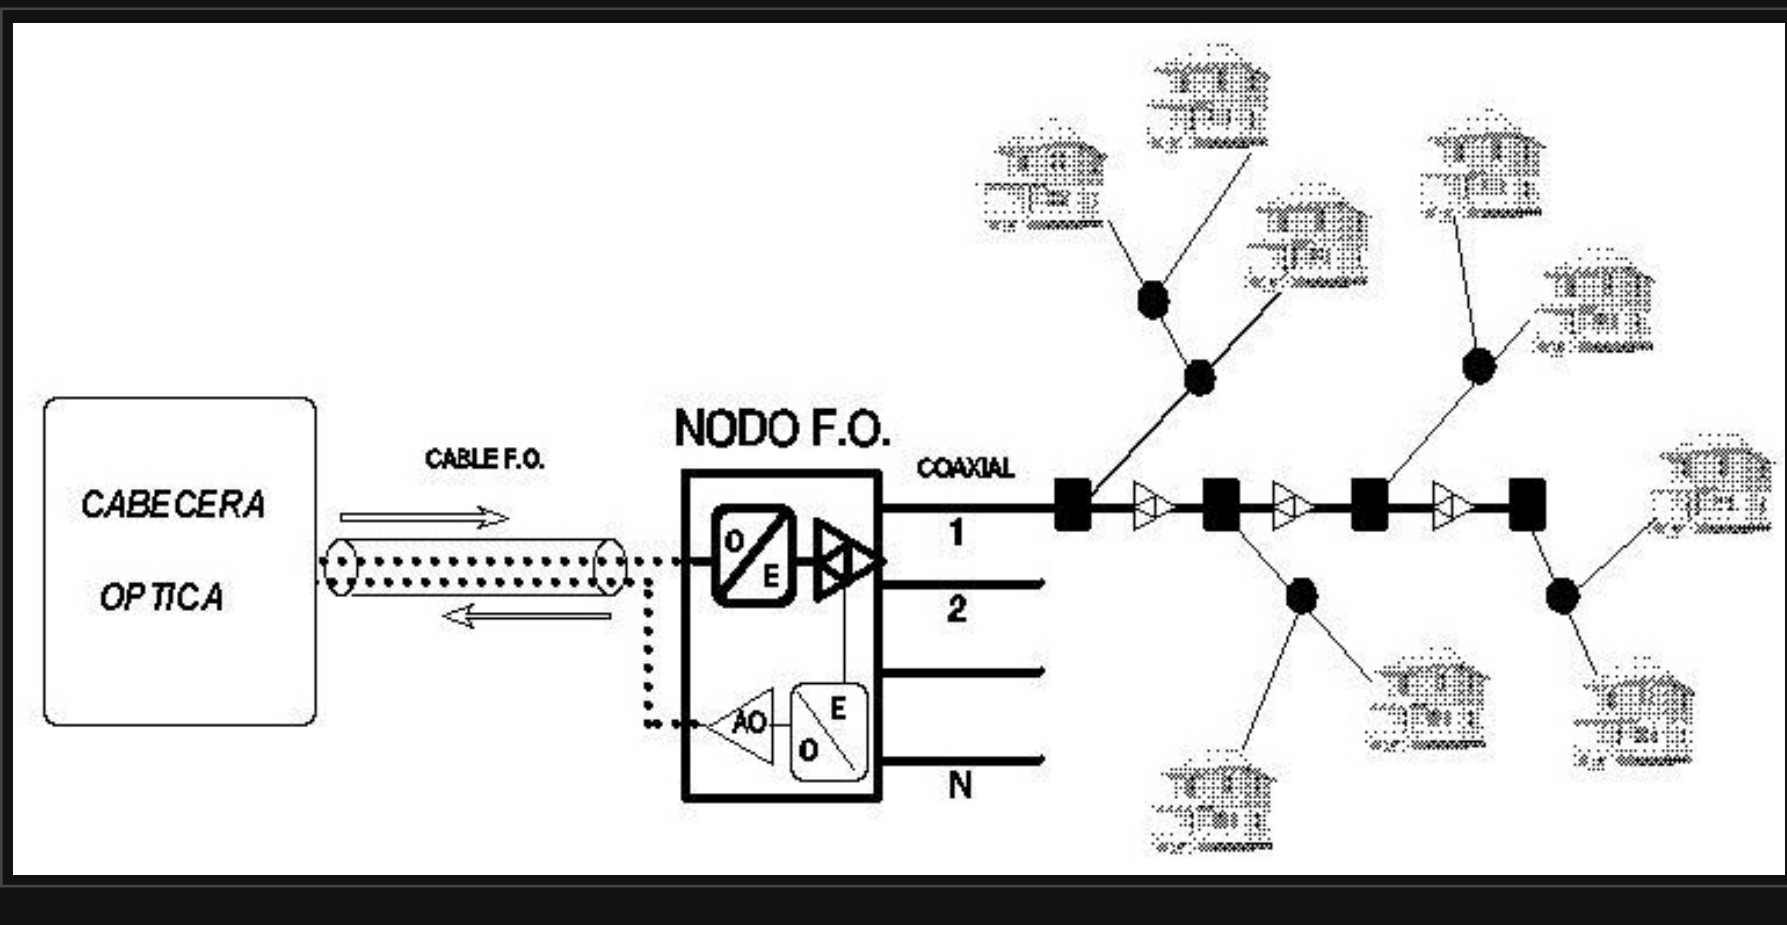 NODO F.O.
CABLE F.O.
COAXIAL
CABECERA
OPTICA
O
E
1
2
AO
E
O
N